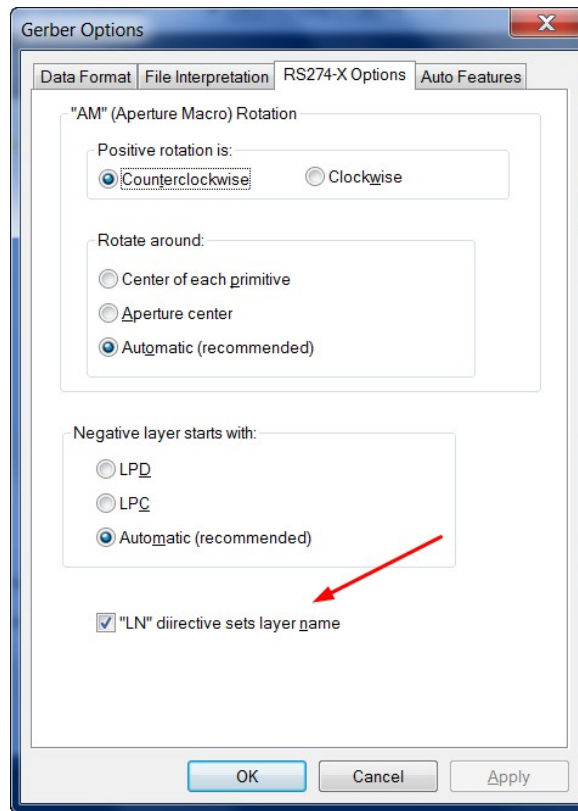 Gerber Options
Data Format File Interpretation RS274-X Options Auto Features
"AM" (Aperture Macro) Rotation
Positive rotation is:
Counterclockwise Clockwise
Rotate around:
Center of each primitive
Aperture center
Automatic (recommended)
Negative layer starts with:
LPD
LPC
Automatic (recommended)
"LN" diirective sets layer name
OK Cancel Apply